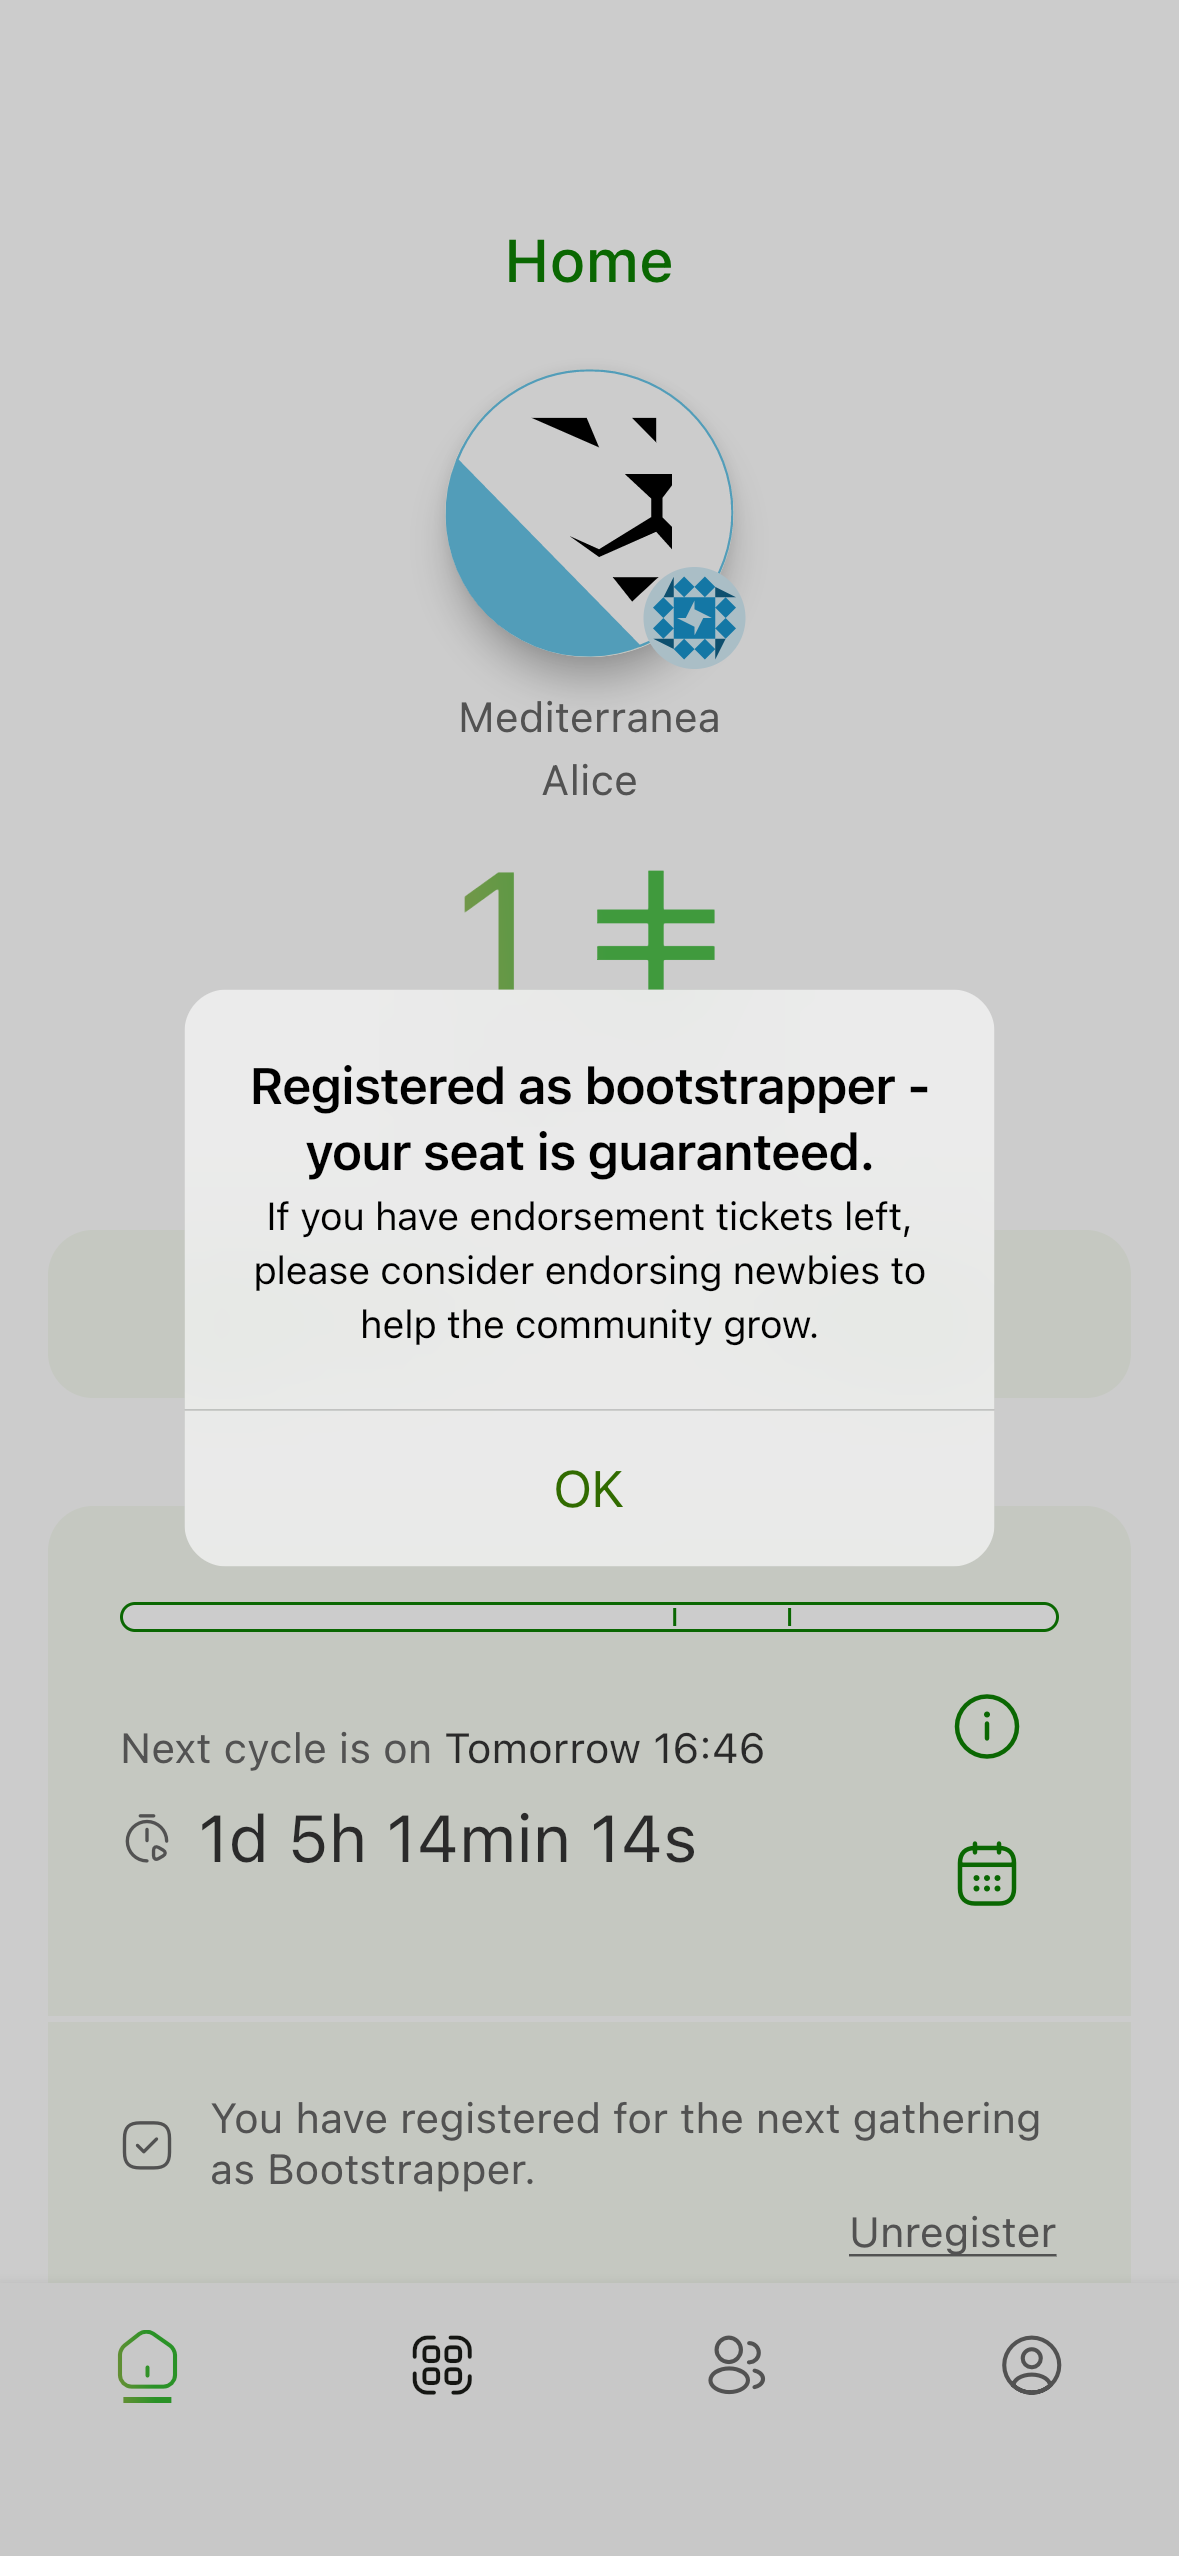 Home
Mediterranea
Alice
1
Registered as bootstrapper -
your seat is guaranteed.
If you have endorsement tickets left,
please consider endorsing newbies to
help the community grow.
OK
Next cycle is on Tomorrow 16:46
1d 5h 14min 14s
You have registered for the next gathering
as Bootstrapper.
Unregister